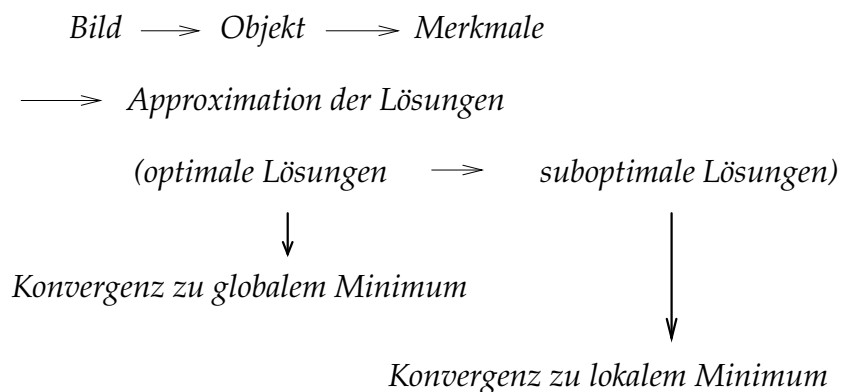 Bild Objekt Merkmale
Approximation der Lösungen
(optimale Lösungen suboptimale Lösungen)
Konvergenz zu globalem Minimum
Konvergenz zu lokalem Minimum